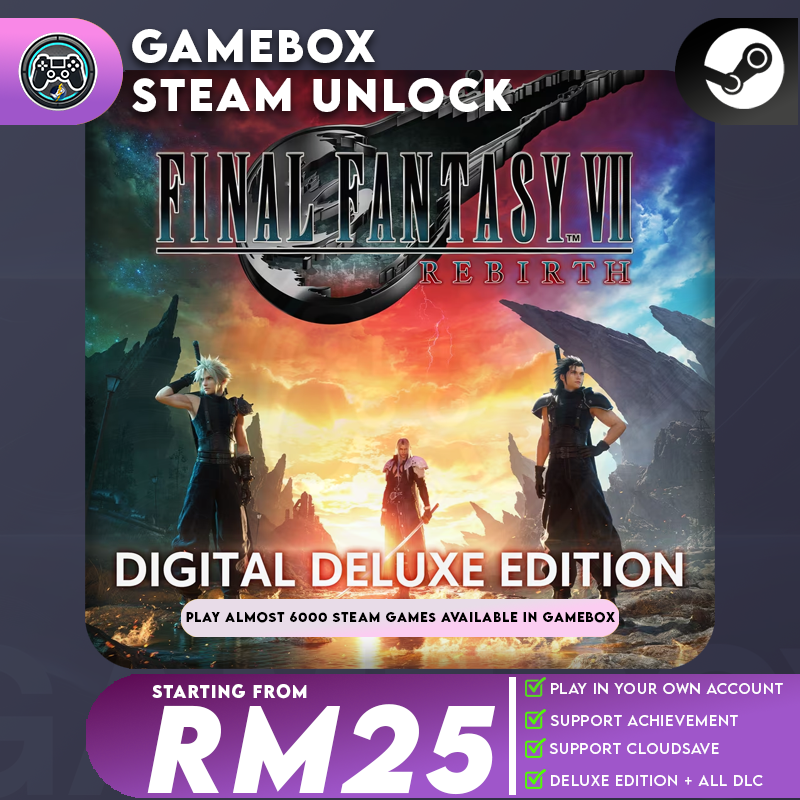 GAMEBOX
STEAM UNLOCK
FINAL FANTASY VII
TM
REBIRTH
DIGITAL DELUXE EDITION
PLAY ALMOST 6000 STEAM GAMES AVAILABLE IN GAMEBOX
STARTING FROM
RM25
PLAY IN YOUR OWN ACCOUNT
SUPPORT ACHIEVEMENT
SUPPORT CLOUDSAVE
DELUXE EDITION + ALL DLC